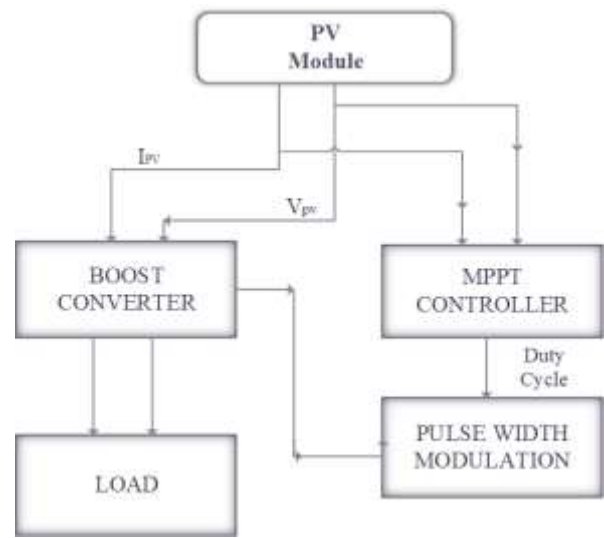 PV
Module
IPV
Vpv
BOOST
CONVERTER
MPPT
CONTROLLER
Duty
Cycle
PULSE WIDTH
MODULATION
LOAD